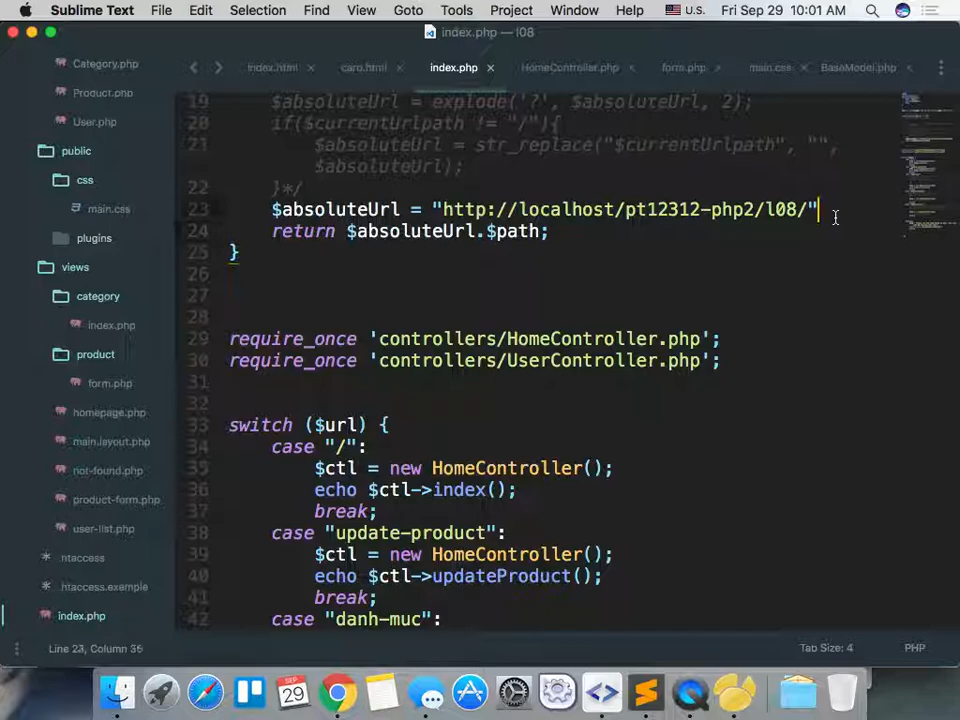 Sublime Text File Edit Selection Find View Goto Tools Project Window Help U.S. Fri Sep 29 10:01 AM
index.php — l08
index.html × caro.html × index.php × HomeController.php × form.php × main.css × BaseModel.php ×
Category.php
Product.php
User.php
public
css
main.css
plugins
views
category
index.php
product
form.php
homepage.php
main.layout.php
not-found.php
product-form.php
user-list.php
.htaccess
.htaccess.example
index.php
19 $absoluteUrl = explode('?', $absoluteUrl, 2);
20 if($currentUrlpath != "/"){
21 $absoluteUrl = str_replace("$currentUrlpath", "",
$absoluteUrl);
22 }*/
23 $absoluteUrl = "http://localhost/pt12312-php2/l08/"
24 return $absoluteUrl.$path;
25 }
26
27
28
29 require_once 'controllers/HomeController.php';
30 require_once 'controllers/UserController.php';
31
32
33 switch ($url) {
34 case "/":
35 $ctl = new HomeController();
36 echo $ctl->index();
37 break;
38 case "update-product":
39 $ctl = new HomeController();
40 echo $ctl->updateProduct();
41 break;
42 case "danh-muc":
Line 23, Column 35 Tab Size: 4 PHP
SEP
29